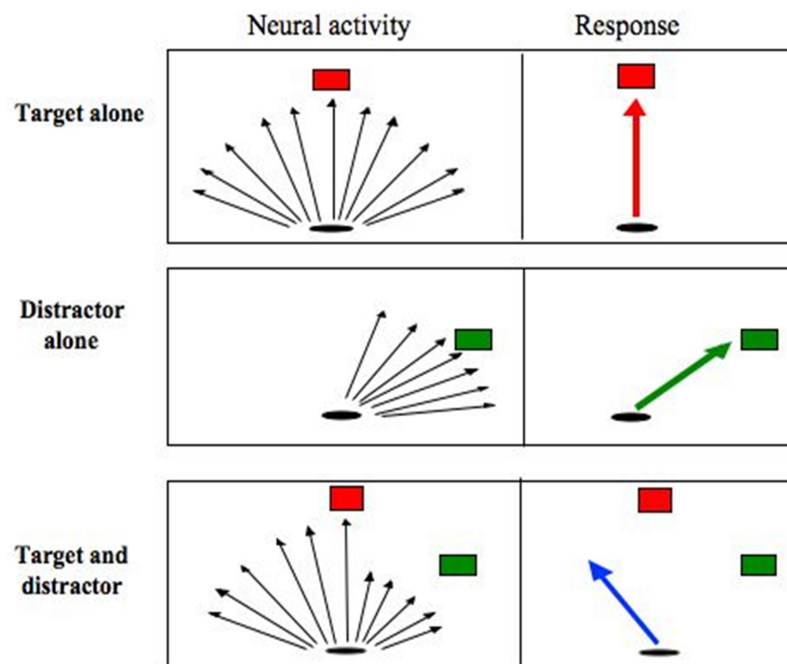 Neural activity
Response
Target alone
Distractor
alone
Target and
distractor